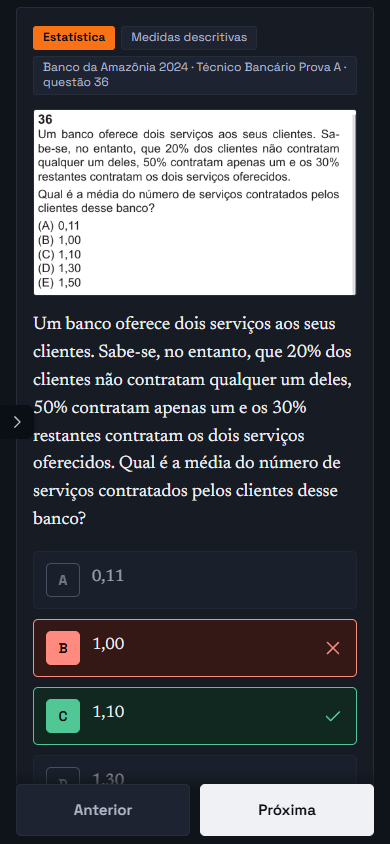 Estatística
Medidas descritivas
Banco da Amazônia 2024 · Técnico Bancário Prova A ·
questão 36
36
Um banco oferece dois serviços aos seus clientes. Sa-
be-se, no entanto, que 20% dos clientes não contratam
qualquer um deles, 50% contratam apenas um e os 30%
restantes contratam os dois serviços oferecidos.
Qual é a média do número de serviços contratados pelos
clientes desse banco?
(A) 0,11
(B) 1,00
(C) 1,10
(D) 1,30
(E) 1,50
Um banco oferece dois serviços aos seus
clientes. Sabe-se, no entanto, que 20% dos
clientes não contratam qualquer um deles,
50% contratam apenas um e os 30%
restantes contratam os dois serviços
oferecidos. Qual é a média do número de
serviços contratados pelos clientes desse
banco?
A 0,11
B 1,00
C 1,10
D 1,30
Anterior
Próxima